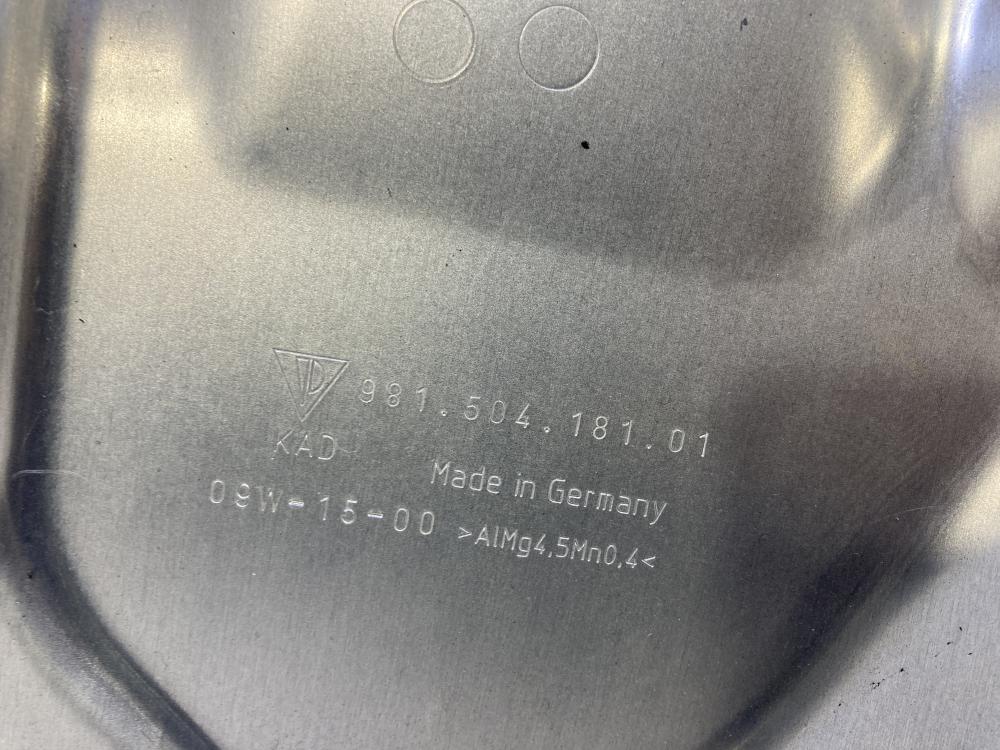 981.504.181.01
KAD
Made in Germany
09W-15-00 >AlMg4,5Mn0,4<